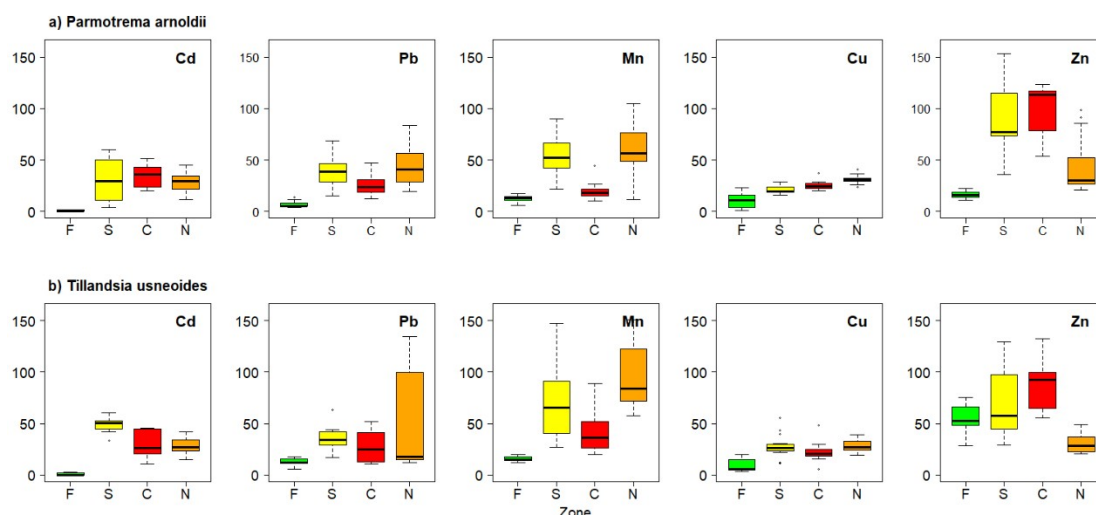 a) Parmotrema arnoldii
Cd Pb Mn Cu Zn
150 150 150 150 150
100 100 100 100 100
50 50 50 50 50
0 0 0 0 0
F S C N F S C N F S C N F S C N F S C N
b) Tillandsia usneoides
Cd Pb Mn Cu Zn
150 150 150 150 150
100 100 100 100 100
50 50 50 50 50
0 0 0 0 0
F S C N F S C N F S C N F S C N F S C N
Zone